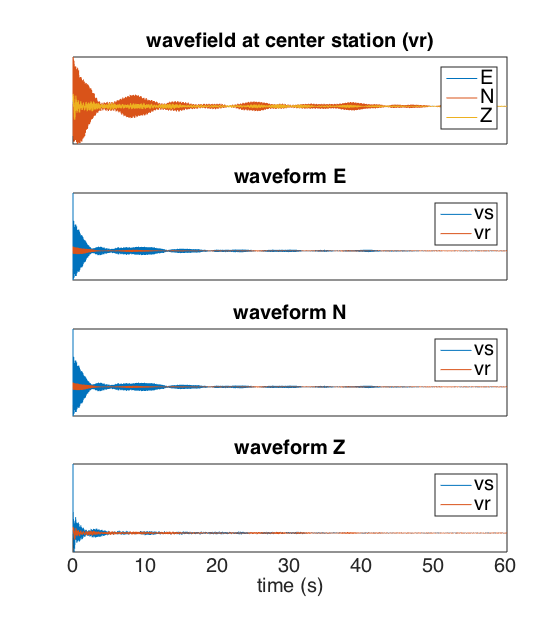 wavefield at center station (vr)
E
N
Z
waveform E
vs
vr
waveform N
vs
vr
waveform Z
vs
vr
0 10 20 30 40 50 60
time (s)